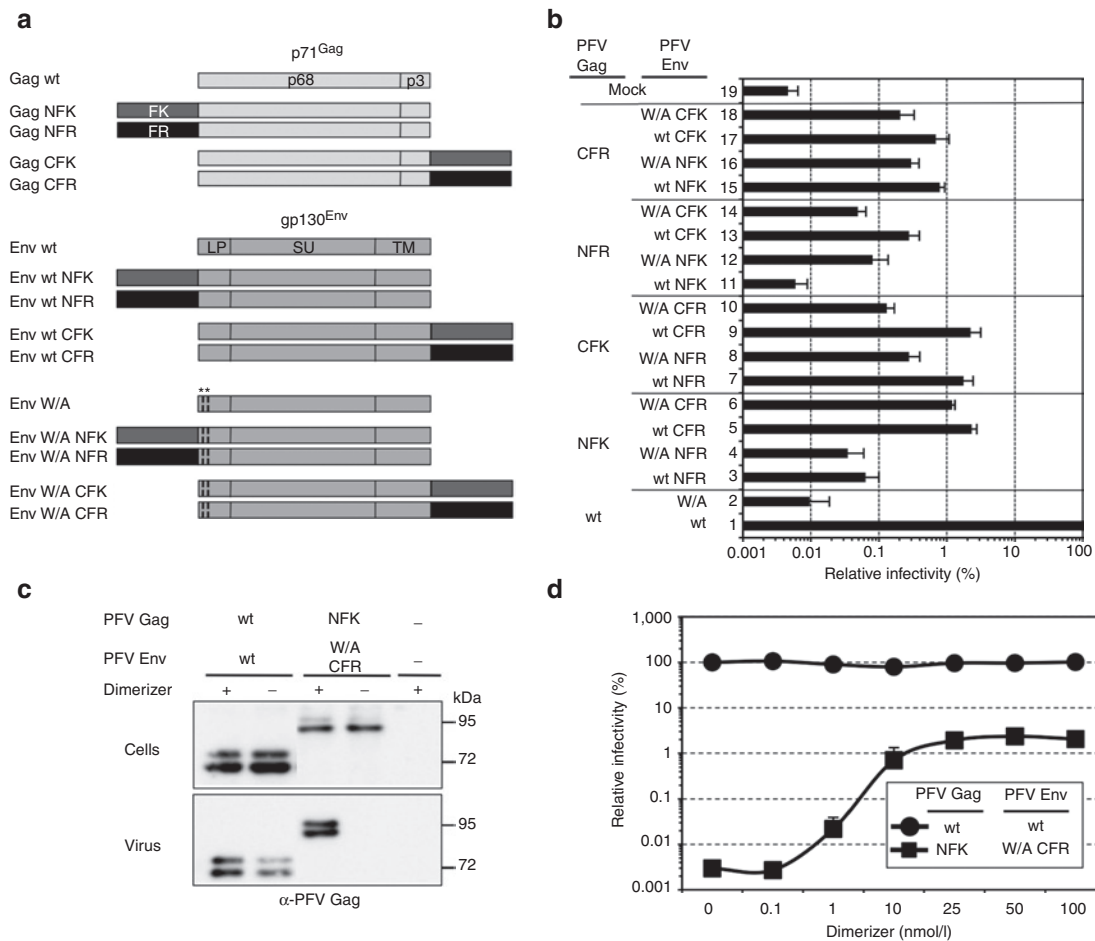 a
p71Gag
Gag wt
p68
p3
Gag NFK
FK
Gag NFR
FR
Gag CFK
Gag CFR
gp130Env
Env wt
LP
SU
TM
Env wt NFK
Env wt NFR
Env wt CFK
Env wt CFR
**
Env W/A
Env W/A NFK
Env W/A NFR
Env W/A CFK
Env W/A CFR
b
PFV Gag
PFV Env
Mock 19
CFR
W/A CFK 18
wt CFK 17
W/A NFK 16
wt NFK 15
NFR
W/A CFK 14
wt CFK 13
W/A NFK 12
wt NFK 11
CFK
W/A CFR 10
wt CFR 9
W/A NFR 8
wt NFR 7
NFK
W/A CFR 6
wt CFR 5
W/A NFR 4
wt NFR 3
wt
W/A 2
wt 1
0.001 0.01 0.1 1 10 100
Relative infectivity (%)
c
PFV Gag wt NFK –
PFV Env wt W/A CFR –
Dimerizer + – + – +
kDa
Cells
95
72
Virus
95
72
α-PFV Gag
d
Relative infectivity (%)
1,000
100
10
1
0.1
0.01
0.001
PFV Gag PFV Env
wt wt
NFK W/A CFR
0 0.1 1 10 25 50 100
Dimerizer (nmol/l)